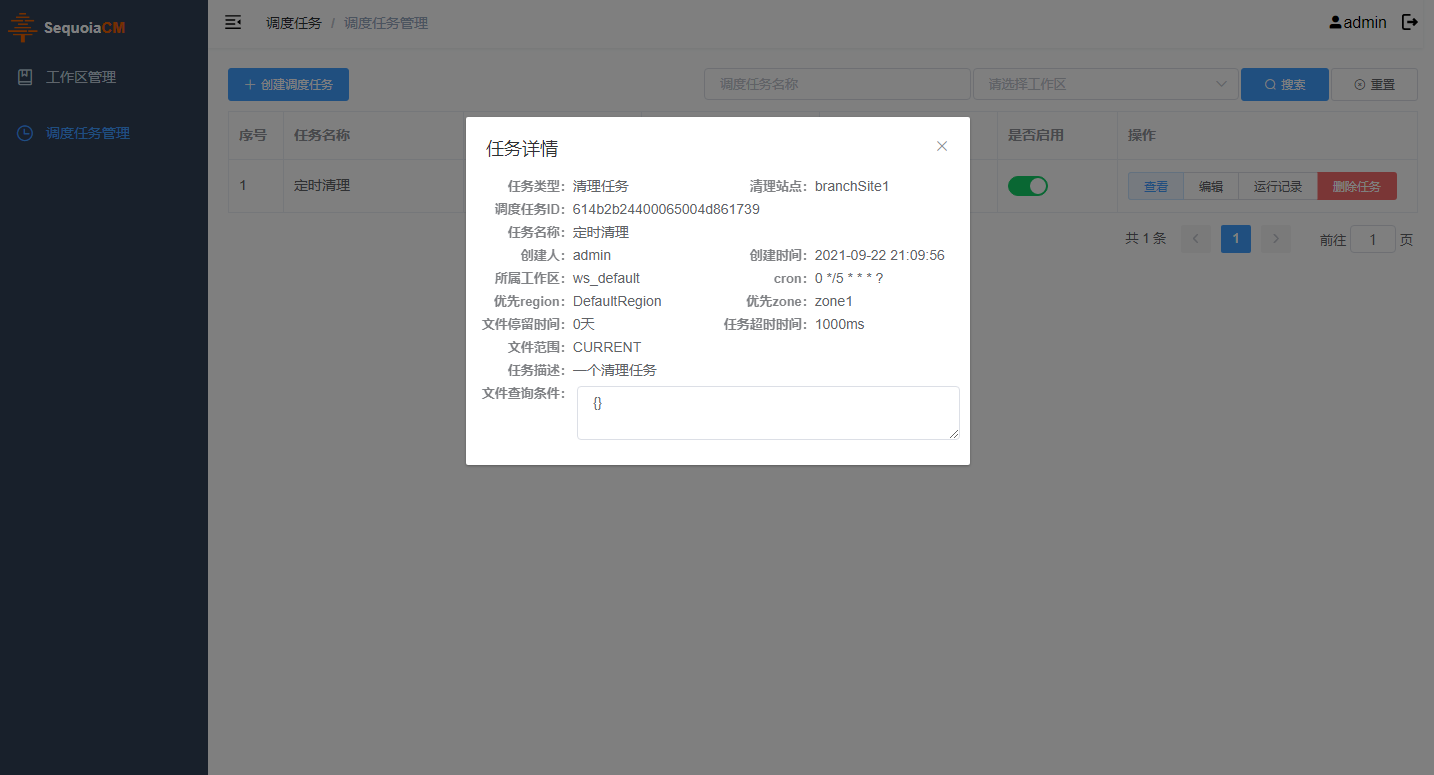 SequoiaCM
工作区管理
调度任务管理
调度任务 / 调度任务管理
admin
创建调度任务
调度任务名称
请选择工作区
搜索
重置
序号 任务名称 是否启用 操作
1 定时清理 查看 编辑 运行记录 删除任务
共 1 条 1 前往 1 页
任务详情
任务类型: 清理任务 清理站点: branchSite1
调度任务ID: 614b2b24400065004d861739
任务名称: 定时清理
创建人: admin 创建时间: 2021-09-22 21:09:56
所属工作区: ws_default cron: 0 */5 * * * ?
优先region: DefaultRegion 优先zone: zone1
文件停留时间: 0天 任务超时时间: 1000ms
文件范围: CURRENT
任务描述: 一个清理任务
文件查询条件: {}